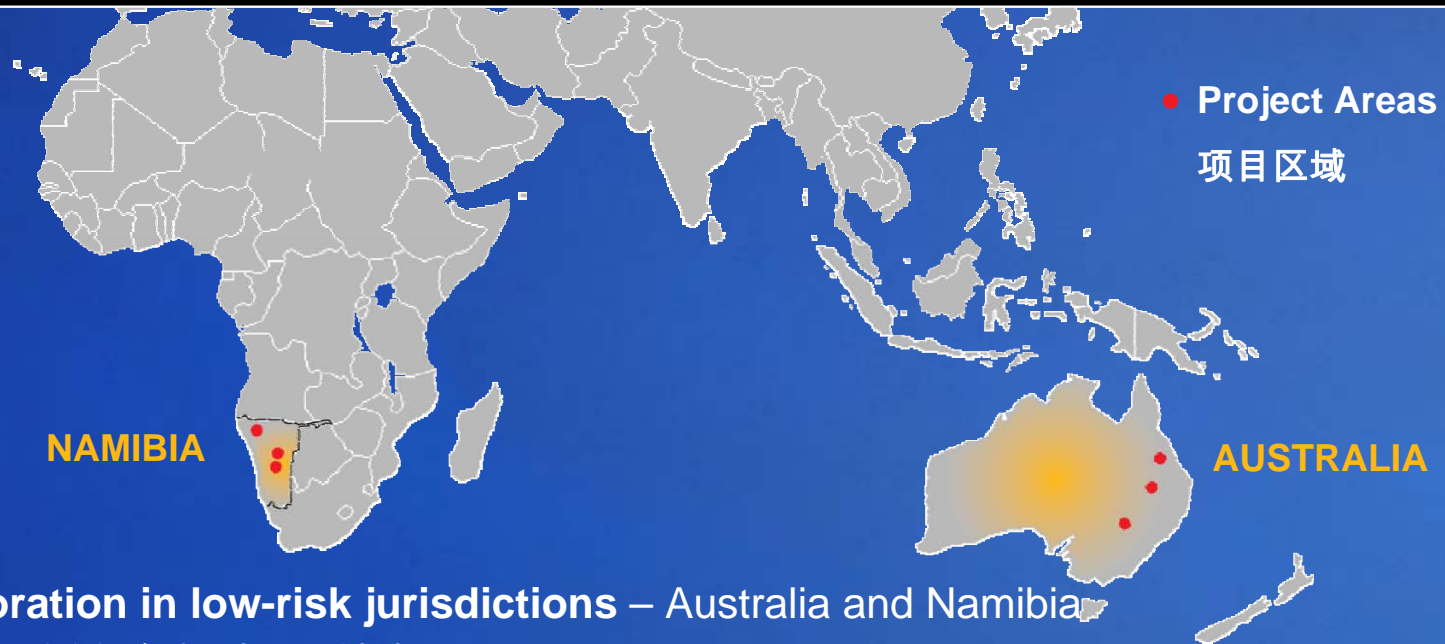 Project Areas
项目区域
NAMIBIA
AUSTRALIA
oration in low-risk jurisdictions – Australia and Namibia